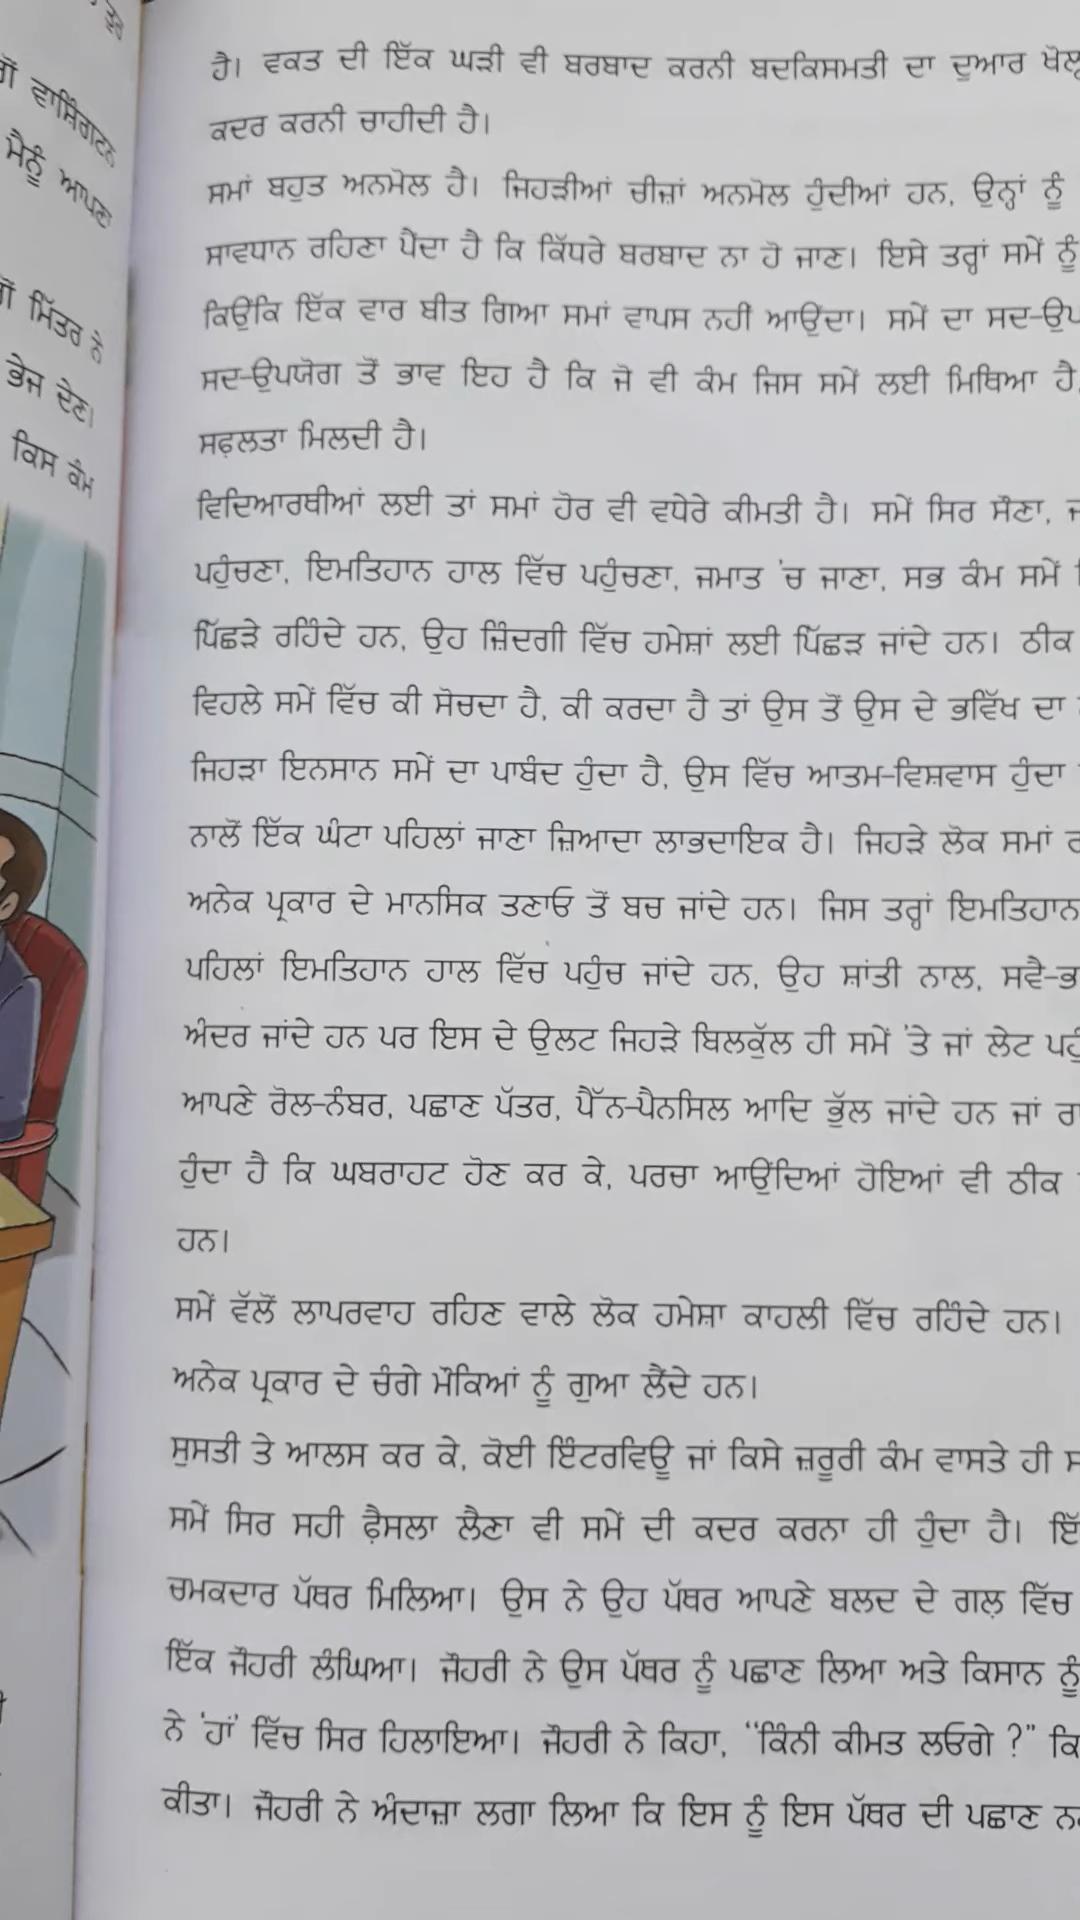 ਗੋਂ ਵਾਸ਼ਿੰਗਟਨ
ਮੈਨੂੰ ਆਪਣਾ
ਗੋਂ ਮਿੱਤਰ ਨੇ
ਭੇਜ ਦੇਣ।
ਕਿਸ ਕੰਮ
ਹੈ। ਵਕਤ ਦੀ ਇੱਕ ਘੜੀ ਵੀ ਬਰਬਾਦ ਕਰਨੀ ਬਦਕਿਸਮਤੀ ਦਾ ਦੁਆਰ
ਕਦਰ ਕਰਨੀ ਚਾਹੀਦੀ ਹੈ।
ਸਮਾਂ ਬਹੁਤ ਅਨਮੋਲ ਹੈ। ਜਿਹੜੀਆਂ ਚੀਜ਼ਾਂ ਅਨਮੋਲ ਹੁੰਦੀਆਂ ਹਨ, ਉਨ੍ਹਾਂ ਨੂੰ
ਸਾਵਧਾਨ ਰਹਿਣਾ ਪੈਂਦਾ ਹੈ ਕਿ ਕਿੱਧਰੇ ਬਰਬਾਦ ਨਾ ਹੋ ਜਾਣ। ਇਸੇ ਤਰ੍ਹਾਂ ਸਮੇਂ ਨੂੰ
ਕਿਉਂਕਿ ਇੱਕ ਵਾਰ ਬੀਤ ਗਿਆ ਸਮਾਂ ਵਾਪਸ ਨਹੀਂ ਆਉਂਦਾ। ਸਮੇਂ ਦਾ ਸਦ-ਉਪ
ਸਦ-ਉਪਯੋਗ ਤੋਂ ਭਾਵ ਇਹ ਹੈ ਕਿ ਜੋ ਵੀ ਕੰਮ ਜਿਸ ਸਮੇਂ ਲਈ ਮਿਥਿਆ ਹੈ,
ਸਫ਼ਲਤਾ ਮਿਲਦੀ ਹੈ।
ਵਿਦਿਆਰਥੀਆਂ ਲਈ ਤਾਂ ਸਮਾਂ ਹੋਰ ਵੀ ਵਧੇਰੇ ਕੀਮਤੀ ਹੈ। ਸਮੇਂ ਸਿਰ ਸੌਣਾ,
ਪਹੁੰਚਣਾ, ਇਮਤਿਹਾਨ ਹਾਲ ਵਿੱਚ ਪਹੁੰਚਣਾ, ਜਮਾਤ 'ਚ ਜਾਣਾ, ਸਭ ਕੰਮ ਸਮੇਂ
ਪਿੱਛੜੇ ਰਹਿੰਦੇ ਹਨ, ਉਹ ਜ਼ਿੰਦਗੀ ਵਿੱਚ ਹਮੇਸ਼ਾਂ ਲਈ ਪਿੱਛੜ ਜਾਂਦੇ ਹਨ। ਠੀਕ
ਵਿਹਲੇ ਸਮੇਂ ਵਿੱਚ ਕੀ ਸੋਚਦਾ ਹੈ, ਕੀ ਕਰਦਾ ਹੈ ਤਾਂ ਉਸ ਤੋਂ ਉਸ ਦੇ ਭਵਿੱਖ ਦਾ
ਜਿਹੜਾ ਇਨਸਾਨ ਸਮੇਂ ਦਾ ਪਾਬੰਦ ਹੁੰਦਾ ਹੈ, ਉਸ ਵਿੱਚ ਆਤਮ-ਵਿਸ਼ਵਾਸ ਹੁੰਦਾ
ਨਾਲੋਂ ਇੱਕ ਘੰਟਾ ਪਹਿਲਾਂ ਜਾਣਾ ਜ਼ਿਆਦਾ ਲਾਭਦਾਇਕ ਹੈ। ਜਿਹੜੇ ਲੋਕ ਸਮਾਂ
ਅਨੇਕ ਪ੍ਰਕਾਰ ਦੇ ਮਾਨਸਿਕ ਤਣਾਓ ਤੋਂ ਬਚ ਜਾਂਦੇ ਹਨ। ਜਿਸ ਤਰ੍ਹਾਂ ਇਮਤਿਹਾਨ
ਪਹਿਲਾਂ ਇਮਤਿਹਾਨ ਹਾਲ ਵਿੱਚ ਪਹੁੰਚ ਜਾਂਦੇ ਹਨ, ਉਹ ਸ਼ਾਂਤੀ ਨਾਲ, ਸਵੈ-ਭ
ਅੰਦਰ ਜਾਂਦੇ ਹਨ ਪਰ ਇਸ ਦੇ ਉਲਟ ਜਿਹੜੇ ਬਿਲਕੁੱਲ ਹੀ ਸਮੇਂ 'ਤੇ ਜਾਂ ਲੇਟ
ਆਪਣੇ ਰੋਲ-ਨੰਬਰ, ਪਛਾਣ ਪੱਤਰ, ਪੈੱਨ-ਪੈਨਸਿਲ ਆਦਿ ਭੁੱਲ ਜਾਂਦੇ ਹਨ ਜਾਂ
ਹੁੰਦਾ ਹੈ ਕਿ ਘਬਰਾਹਟ ਹੋਣ ਕਰ ਕੇ, ਪਰਚਾ ਆਉਂਦਿਆਂ ਹੋਇਆਂ ਵੀ ਠੀਕ
ਹਨ।
ਸਮੇਂ ਵੱਲੋਂ ਲਾਪਰਵਾਹ ਰਹਿਣ ਵਾਲੇ ਲੋਕ ਹਮੇਸ਼ਾ ਕਾਹਲੀ ਵਿੱਚ ਰਹਿੰਦੇ ਹਨ।
ਅਨੇਕ ਪ੍ਰਕਾਰ ਦੇ ਚੰਗੇ ਮੌਕਿਆਂ ਨੂੰ ਗੁਆ ਲੈਂਦੇ ਹਨ।
ਸੁਸਤੀ ਤੇ ਆਲਸ ਕਰ ਕੇ, ਕੋਈ ਇੰਟਰਵਿਊ ਜਾਂ ਕਿਸੇ ਜ਼ਰੂਰੀ ਕੰਮ ਵਾਸਤੇ ਹੀ
ਸਮੇਂ ਸਿਰ ਸਹੀ ਫ਼ੈਸਲਾ ਲੈਣਾ ਵੀ ਸਮੇਂ ਦੀ ਕਦਰ ਕਰਨਾ ਹੀ ਹੁੰਦਾ ਹੈ।
ਚਮਕਦਾਰ ਪੱਥਰ ਮਿਲਿਆ। ਉਸ ਨੇ ਉਹ ਪੱਥਰ ਆਪਣੇ ਬਲਦ ਦੇ ਗਲ਼ ਵਿੱਚ
ਇੱਕ ਜੌਹਰੀ ਲੰਘਿਆ। ਜੌਹਰੀ ਨੇ ਉਸ ਪੱਥਰ ਨੂੰ ਪਛਾਣ ਲਿਆ ਅਤੇ ਕਿਸਾਨ ਨੂੰ
ਨੇ 'ਹਾਂ' ਵਿੱਚ ਸਿਰ ਹਿਲਾਇਆ। ਜੌਹਰੀ ਨੇ ਕਿਹਾ, "ਕਿੰਨੀ ਕੀਮਤ ਲਓਗੇ ?" ਕਿ
ਕੀਤਾ। ਜੌਹਰੀ ਨੇ ਅੰਦਾਜ਼ਾ ਲਗਾ ਲਿਆ ਕਿ ਇਸ ਨੂੰ ਇਸ ਪੱਥਰ ਦੀ ਪਛਾਣ